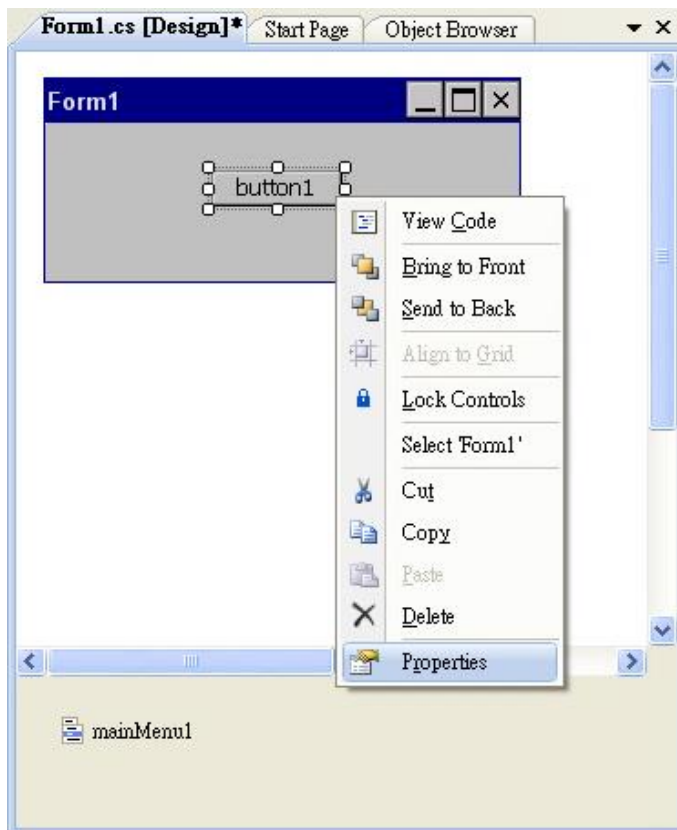 Form1.cs [Design]* Start Page Object Browser
Form1
button1
View Code
Bring to Front
Send to Back
Align to Grid
Lock Controls
Select 'Form1'
Cut
Copy
Paste
Delete
Properties
mainMenu1